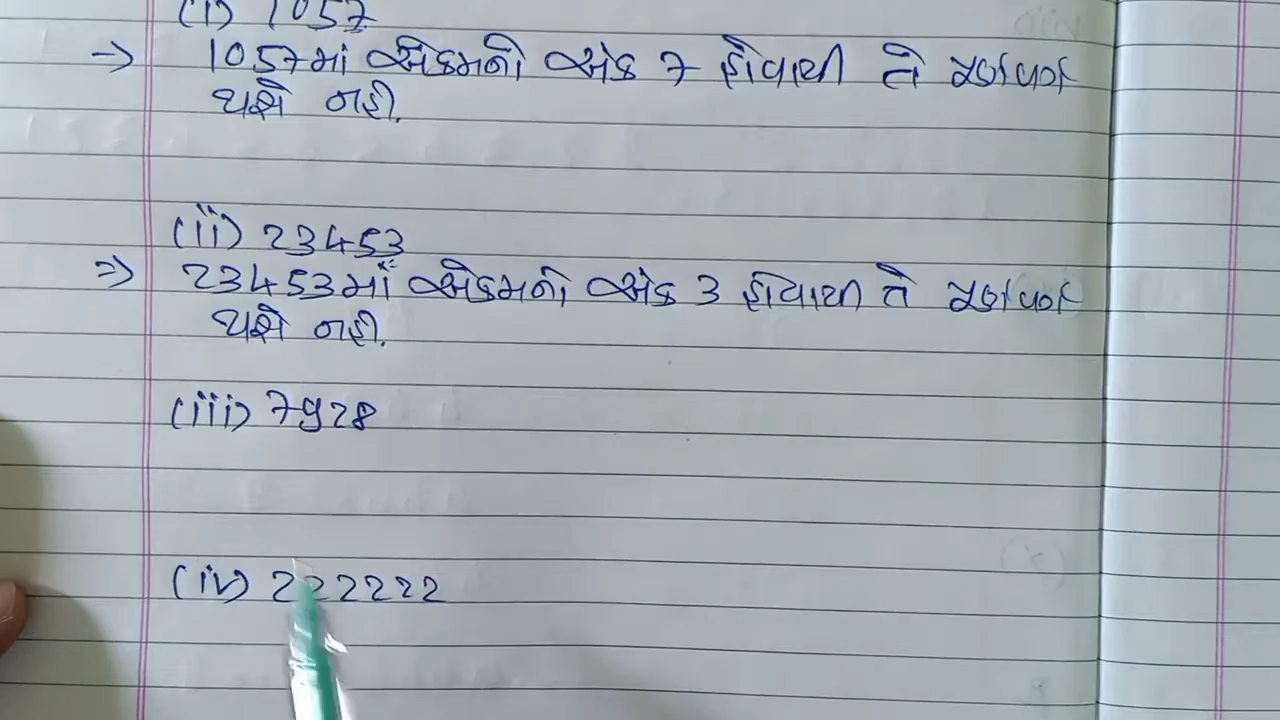 (i) 1057
→ 1057માં એકમનો અંક 7 હોવાથી તે પૂર્ણવર્ગ
થશે નહી.
(ii) 23453
⇒ 23453માં એકમનો અંક 3 હોવાથી તે પૂર્ણવર્ગ
થશે નહી.
(iii) 7928
(iv) 222222